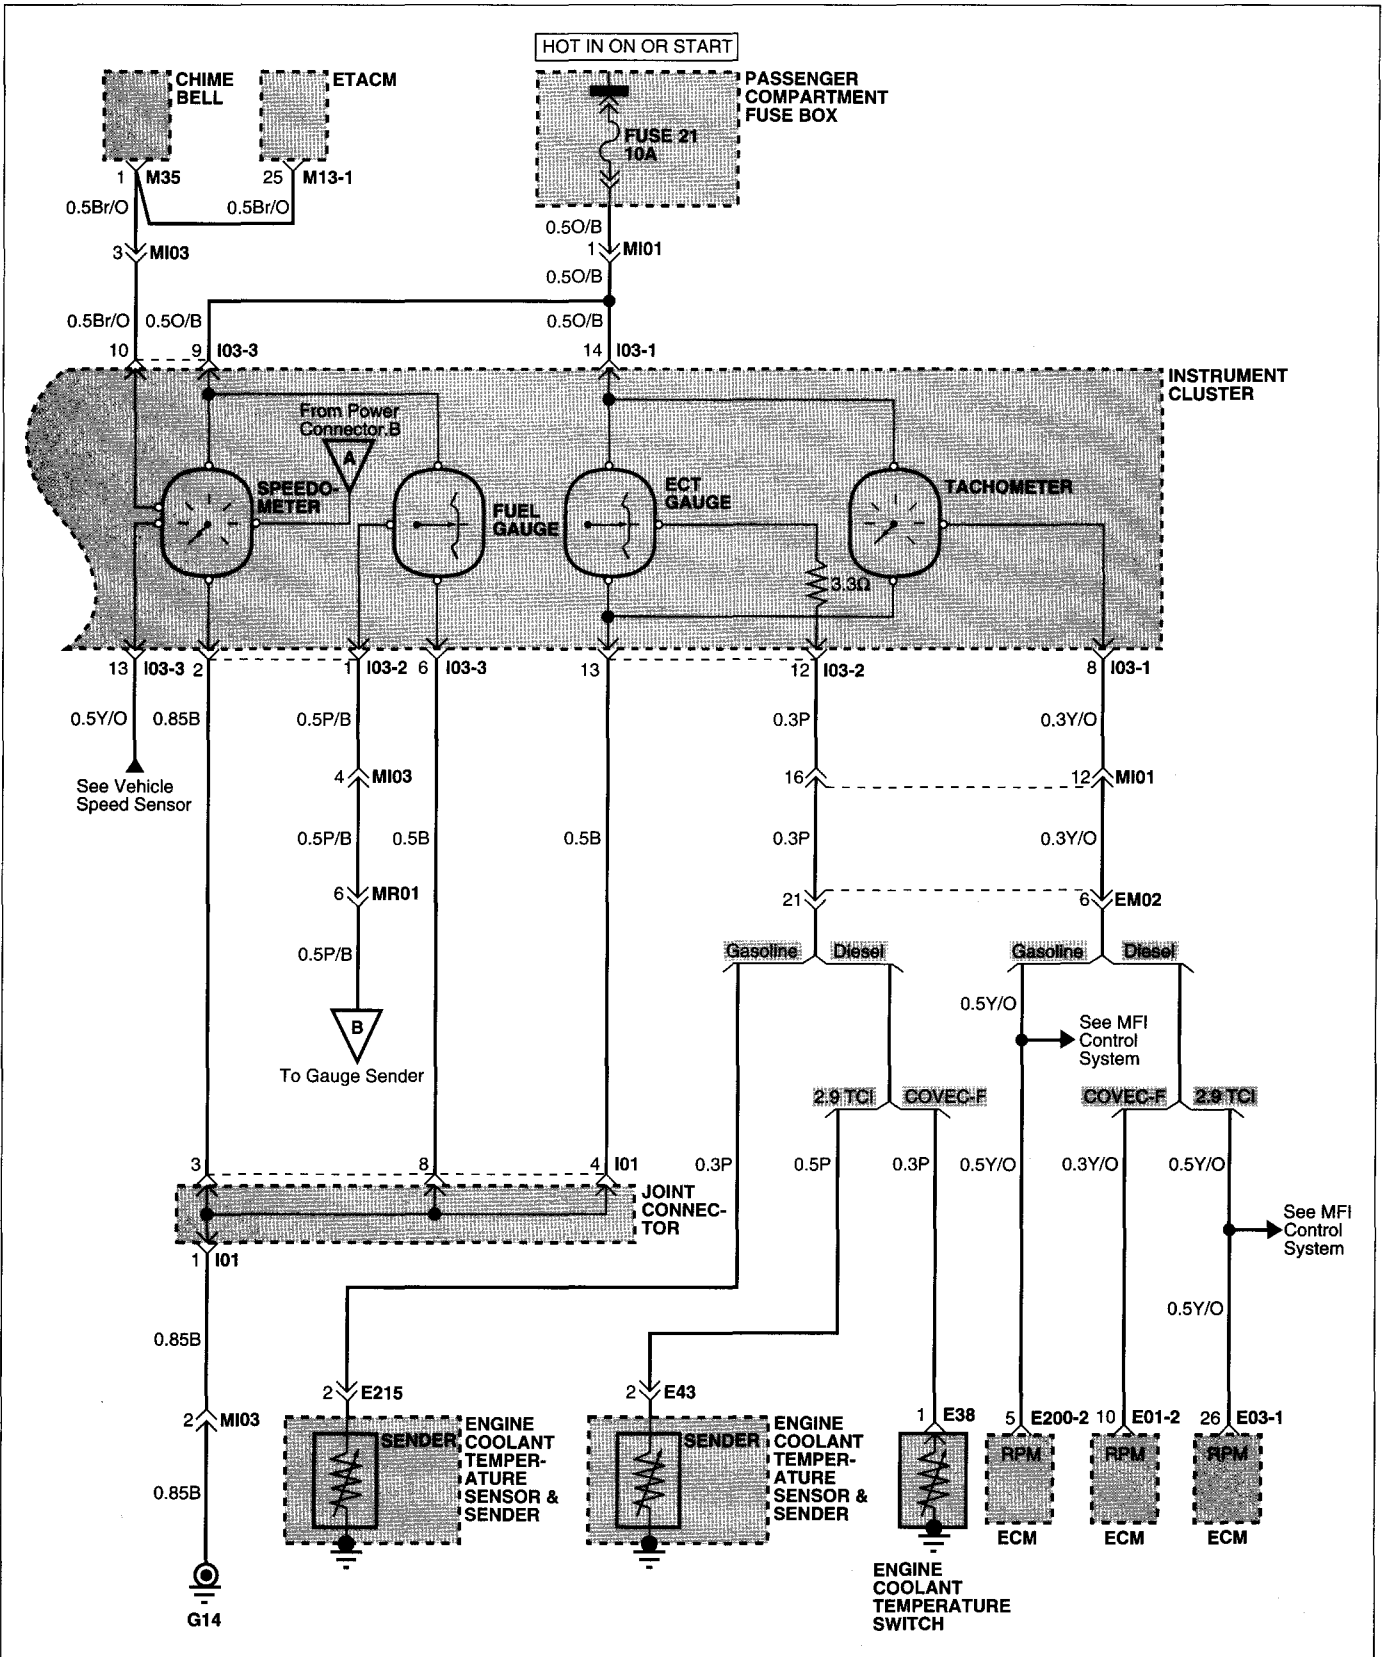 HOT IN ON OR START
CHIME
BELL
ETACM
PASSENGER
COMPARTMENT
FUSE BOX
FUSE 21
10A
1 M35
25 M13-1
0.5Br/O
0.5Br/O
0.5O/B
3 MI03
1 MI01
0.5O/B
0.5Br/O
0.5O/B
0.5O/B
10
9 I03-3
14 I03-1
INSTRUMENT
CLUSTER
From Power
Connector.B
A
SPEEDO-
METER
FUEL
GAUGE
ECT
GAUGE
TACHOMETER
3.3Ω
13 I03-3
2
1 I03-2
6 I03-3
13
12 I03-2
8 I03-1
0.5Y/O
0.85B
0.5P/B
0.3P
0.3Y/O
See Vehicle
Speed Sensor
4 MI03
16
12 MI01
0.5P/B
0.5B
0.5B
0.3P
0.3Y/O
6 MR01
21
6 EM02
0.5P/B
Gasoline
Diesel
Gasoline
Diesel
0.5Y/O
B
To Gauge Sender
See MFI
Control
System
2.9 TCI
COVEC-F
COVEC-F
2.9 TCI
3
8
4 I01
0.3P
0.5P
0.3P
0.5Y/O
0.3Y/O
0.5Y/O
JOINT
CONNEC-
TOR
1 I01
See MFI
Control
System
0.85B
0.5Y/O
2 MI03
2 E215
2 E43
1 E38
5 E200-2
10 E01-2
26 E03-1
SENDER
ENGINE
COOLANT
TEMPER-
ATURE
SENSOR &
SENDER
SENDER
ENGINE
COOLANT
TEMPER-
ATURE
SENSOR &
SENDER
RPM
RPM
RPM
0.85B
ECM
ECM
ECM
ENGINE
COOLANT
TEMPERATURE
SWITCH
G14